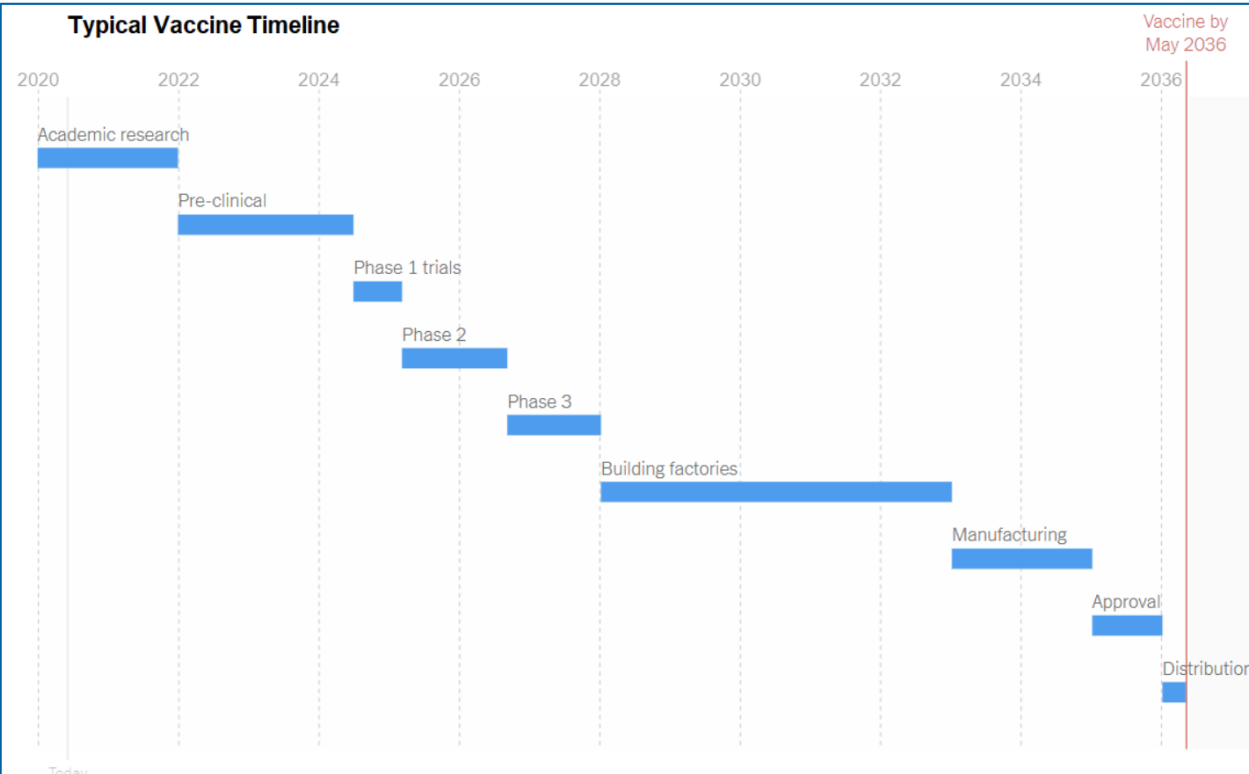 Typical Vaccine Timeline
Vaccine by
May 2036
2020 2022 2024 2026 2028 2030 2032 2034 2036
Academic research
Pre-clinical
Phase 1 trials
Phase 2
Phase 3
Building factories
Manufacturing
Approval
Distribution
Today